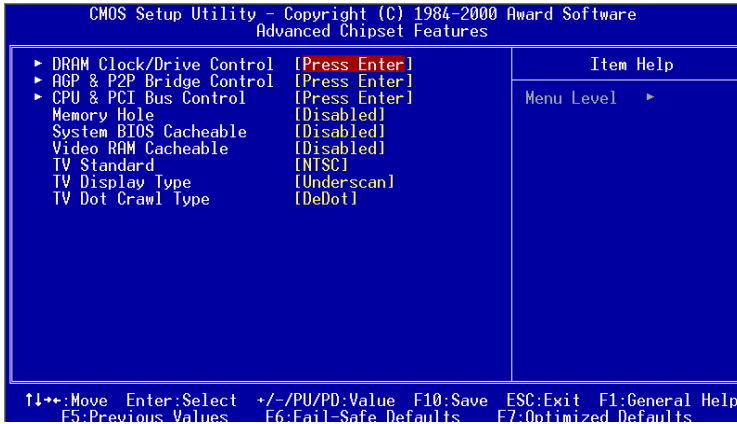 CMOS Setup Utility - Copyright (C) 1984-2000 Award Software
Advanced Chipset Features
► DRAM Clock/Drive Control [Press Enter]
► AGP & P2P Bridge Control [Press Enter]
► CPU & PCI Bus Control [Press Enter]
Memory Hole [Disabled]
System BIOS Cacheable [Disabled]
Video RAM Cacheable [Disabled]
TV Standard [NTSC]
TV Display Type [Underscan]
TV Dot Crawl Type [DeDot]
Item Help
Menu Level ►
↑↓→←:Move Enter:Select +/-/PU/PD:Value F10:Save ESC:Exit F1:General Help
F5:Previous Values F6:Fail-Safe Defaults F7:Optimized Defaults